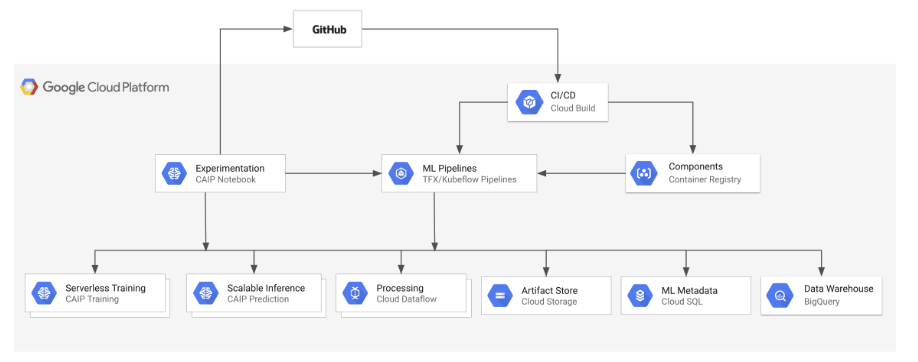 GitHub
Google Cloud Platform
CI/CD
Cloud Build
Experimentation
CAIP Notebook
ML Pipelines
TFX/Kubeflow Pipelines
Components
Container Registry
Serverless Training
CAIP Training
Scalable Inference
CAIP Prediction
Processing
Cloud Dataflow
Artifact Store
Cloud Storage
ML Metadata
Cloud SQL
Data Warehouse
BigQuery